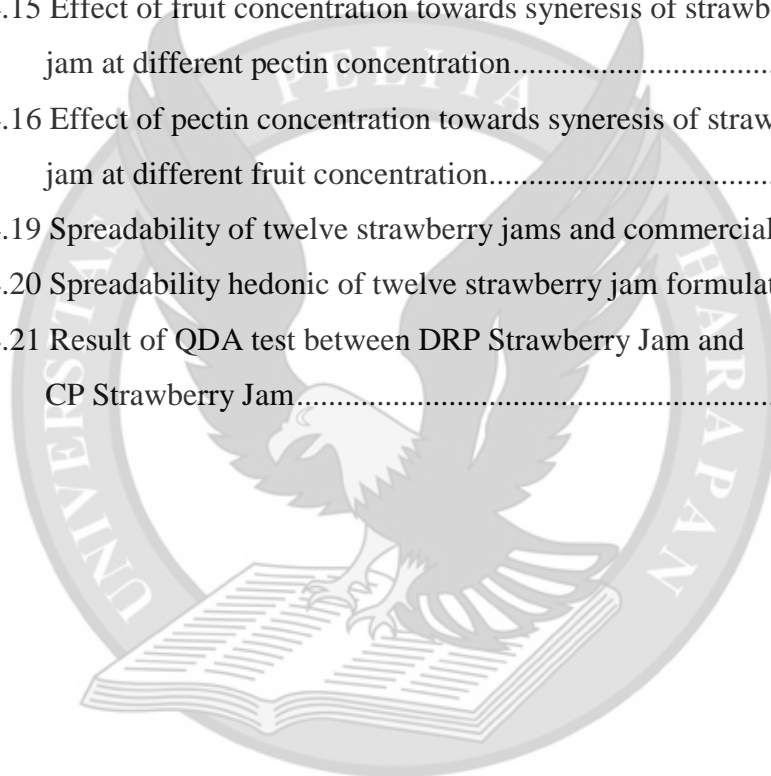 .15 Effect of fruit concentration towards syneresis of strawb
jam at different pectin concentration
.16 Effect of pectin concentration towards syneresis of straw
jam at different fruit concentration
.19 Spreadability of twelve strawberry jams and commercial
.20 Spreadability hedonic of twelve strawberry jam formulat
.21 Result of QDA test between DRP Strawberry Jam and
CP Strawberry Jam
UNIVERSITAS PELITA HARAPAN